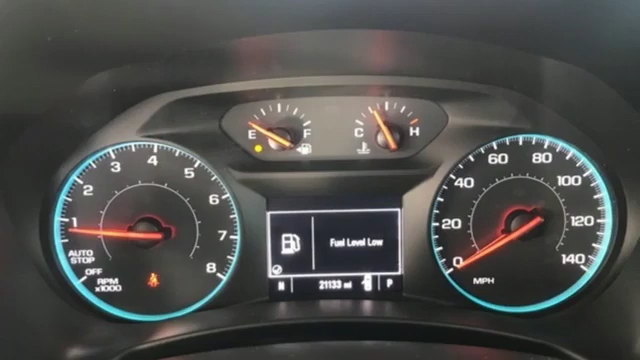 E F
C H
1 2 3 4 5 6 7 8
AUTO
STOP
OFF
RPM
x1000
Fuel Level Low
N 21133 mi P
0 20 40 60 80 100 120 140
MPH